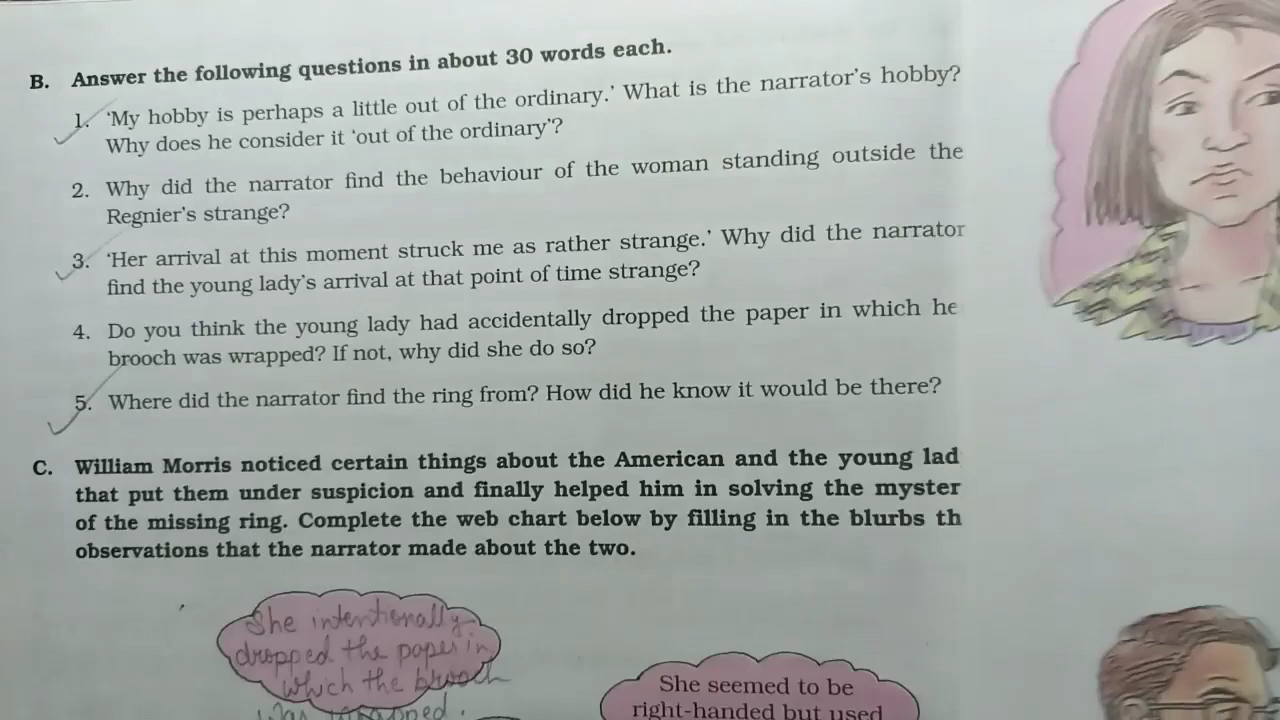 B. Answer the following questions in about 30 words each.
1. ‘My hobby is perhaps a little out of the ordinary.’ What is the narrator’s hobby?
Why does he consider it ‘out of the ordinary’?
2. Why did the narrator find the behaviour of the woman standing outside the
Regnier’s strange?
3. ‘Her arrival at this moment struck me as rather strange.’ Why did the narrator
find the young lady’s arrival at that point of time strange?
4. Do you think the young lady had accidentally dropped the paper in which he
brooch was wrapped? If not, why did she do so?
5. Where did the narrator find the ring from? How did he know it would be there?
C. William Morris noticed certain things about the American and the young lad
that put them under suspicion and finally helped him in solving the myster
of the missing ring. Complete the web chart below by filling in the blurbs th
observations that the narrator made about the two.
She intentionally
dropped the paper in
which the brooch
was wrapped.
She seemed to be
right-handed but used